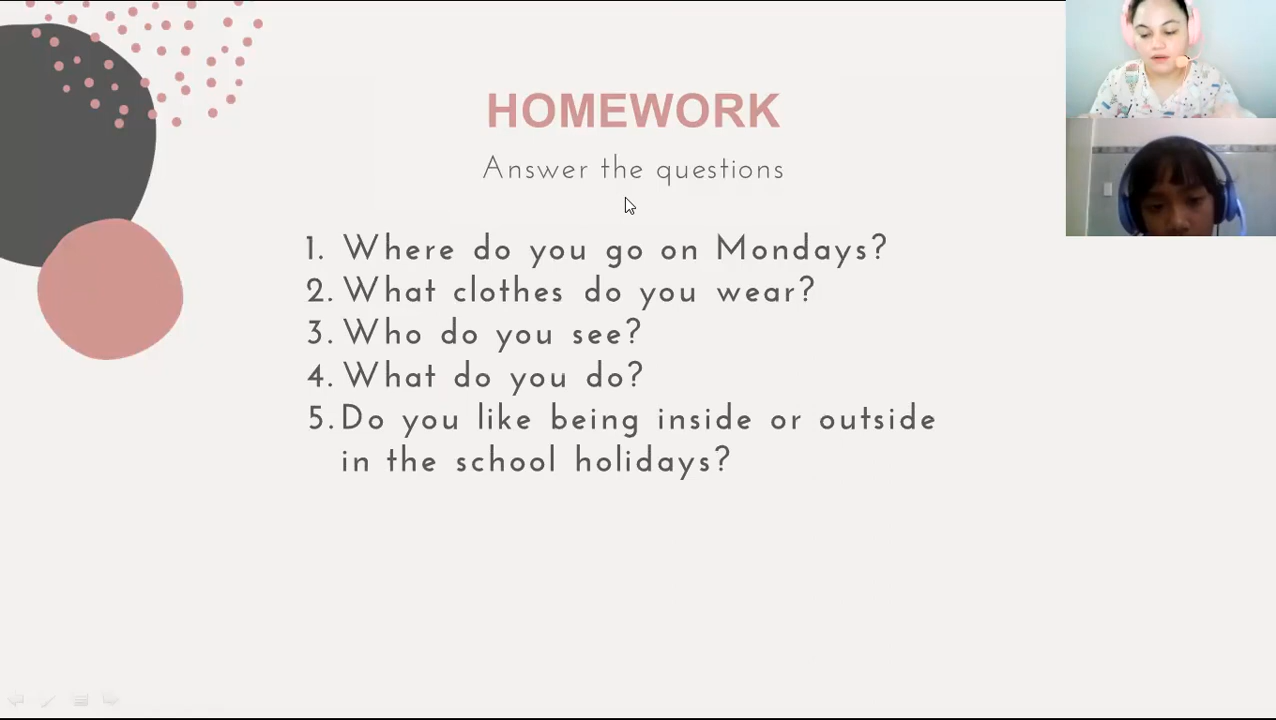 HOMEWORK
Answer the questions
1. Where do you go on Mondays?
2. What clothes do you wear?
3. Who do you see?
4. What do you do?
5. Do you like being inside or outside
in the school holidays?